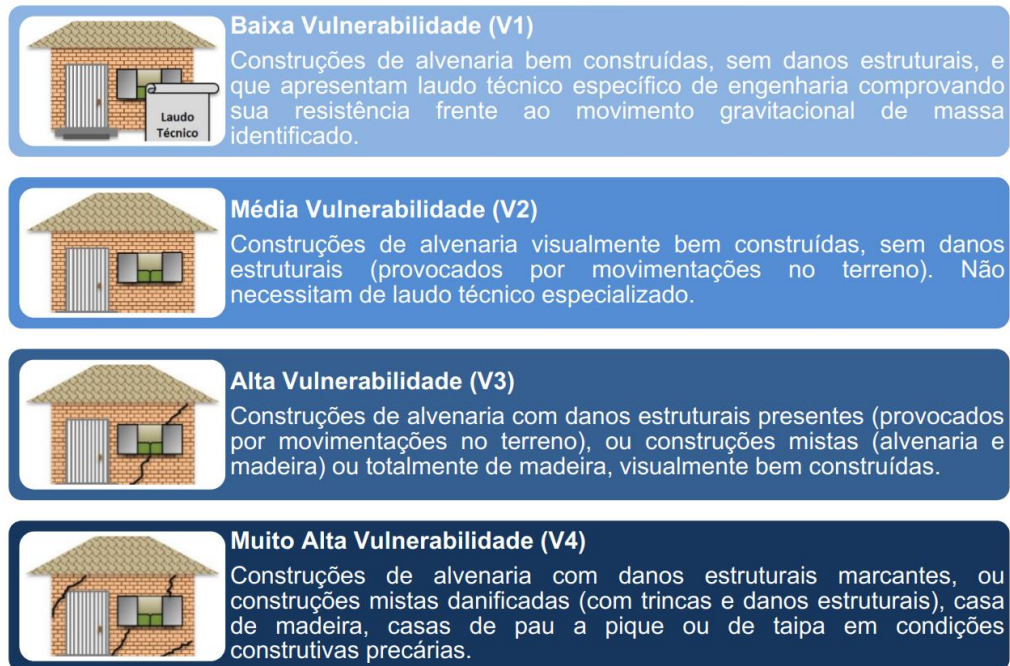 Baixa Vulnerabilidade (V1)
Construções de alvenaria bem construídas, sem danos estruturais, e
que apresentam laudo técnico específico de engenharia comprovando
sua resistência frente ao movimento gravitacional de massa
identificado.
Laudo
Técnico
Média Vulnerabilidade (V2)
Construções de alvenaria visualmente bem construídas, sem danos
estruturais (provocados por movimentações no terreno). Não
necessitam de laudo técnico especializado.
Alta Vulnerabilidade (V3)
Construções de alvenaria com danos estruturais presentes (provocados
por movimentações no terreno), ou construções mistas (alvenaria e
madeira) ou totalmente de madeira, visualmente bem construídas.
Muito Alta Vulnerabilidade (V4)
Construções de alvenaria com danos estruturais marcantes, ou
construções mistas danificadas (com trincas e danos estruturais), casa
de madeira, casas de pau a pique ou de taipa em condições
construtivas precárias.